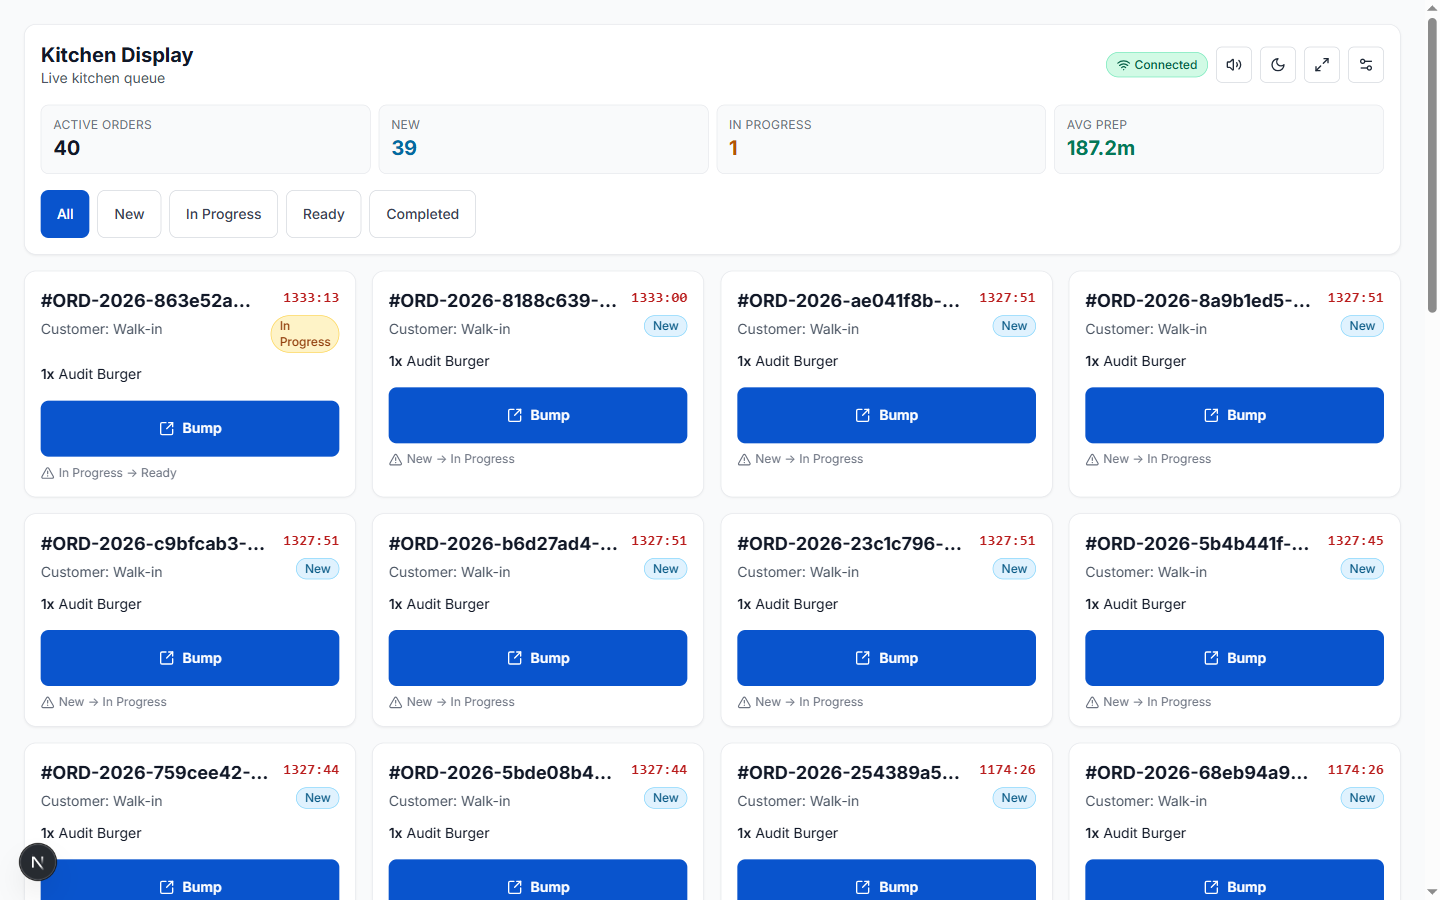 Kitchen Display
Live kitchen queue
Connected
ACTIVE ORDERS
40
NEW
39
IN PROGRESS
1
AVG PREP
187.2m
All
New
In Progress
Ready
Completed
#ORD-2026-863e52a...
1333:13
Customer: Walk-in
In Progress
1x Audit Burger
Bump
In Progress → Ready
#ORD-2026-8188c639-...
1333:00
Customer: Walk-in
New
1x Audit Burger
Bump
New → In Progress
#ORD-2026-ae041f8b-...
1327:51
Customer: Walk-in
New
1x Audit Burger
Bump
New → In Progress
#ORD-2026-8a9b1ed5-...
1327:51
Customer: Walk-in
New
1x Audit Burger
Bump
New → In Progress
#ORD-2026-c9bfcab3-...
1327:51
Customer: Walk-in
New
1x Audit Burger
Bump
New → In Progress
#ORD-2026-b6d27ad4-...
1327:51
Customer: Walk-in
New
1x Audit Burger
Bump
New → In Progress
#ORD-2026-23c1c796-...
1327:51
Customer: Walk-in
New
1x Audit Burger
Bump
New → In Progress
#ORD-2026-5b4b441f-...
1327:45
Customer: Walk-in
New
1x Audit Burger
Bump
New → In Progress
#ORD-2026-759cee42-...
1327:44
Customer: Walk-in
New
1x Audit Burger
Bump
#ORD-2026-5bde08b4...
1327:44
Customer: Walk-in
New
1x Audit Burger
Bump
#ORD-2026-254389a5...
1174:26
Customer: Walk-in
New
1x Audit Burger
Bump
#ORD-2026-68eb94a9...
1174:26
Customer: Walk-in
New
1x Audit Burger
Bump
N